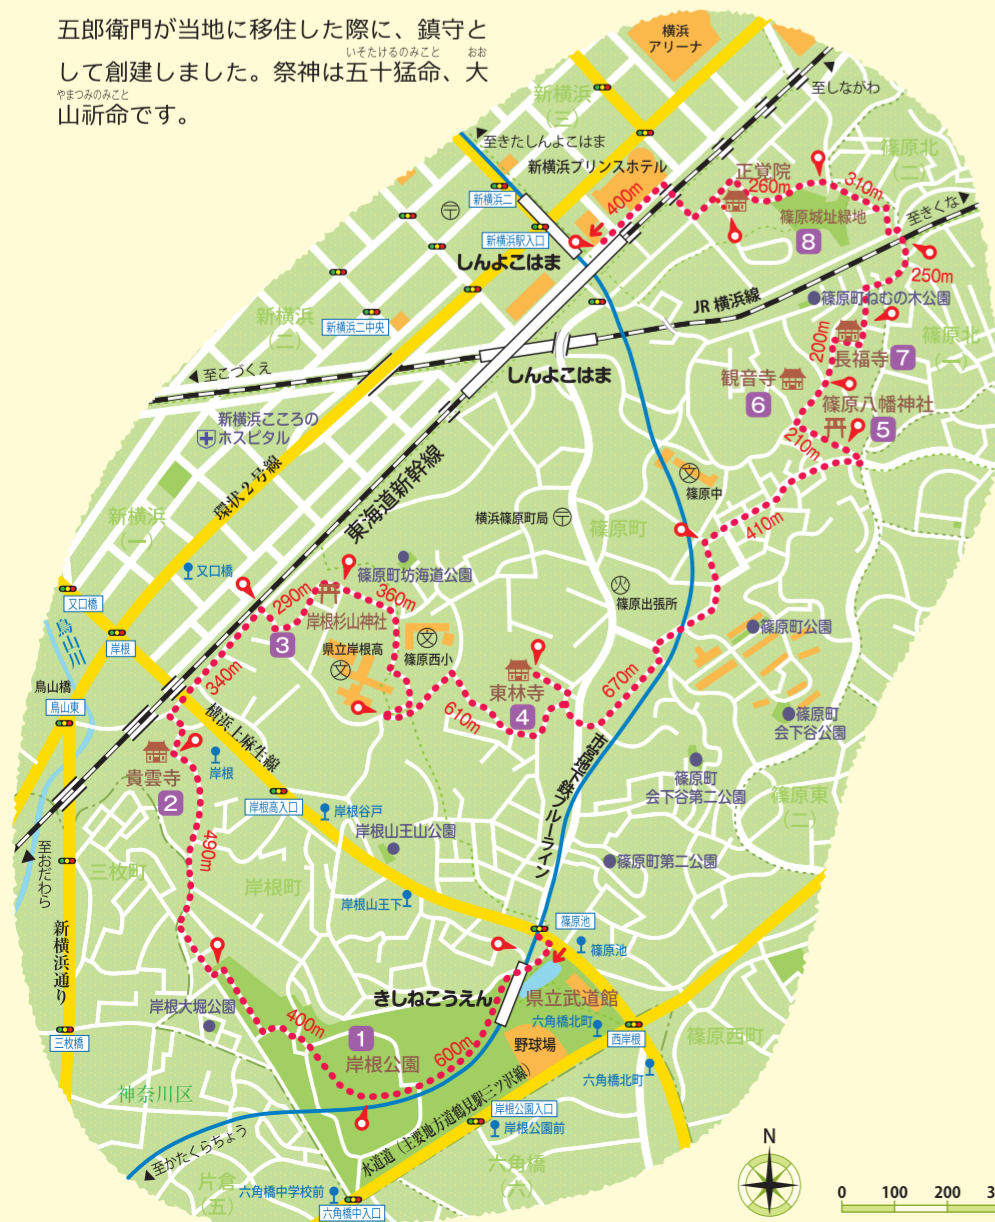 五郎衛門が当地に移住した際に、鎮守と
いそたけるのみこと おお
して創建しました。祭神は五十猛命、大
やまつみのみこと
山祈命です。
横浜
アリーナ
至しながわ
新横浜
(三)
至きたしんよこはま
新横浜プリンスホテル
篠原北
(二)
正覚院
400m
260m
310m
新横浜二
〒
篠原城址緑地
至きくな
8
新横浜駅入口
しんよこはま
250m
JR横浜線
篠原町ねむの木公園
新横浜
(二)
新横浜二中央
200m
長福寺
7
篠原北
(一)
至こづくえ
しんよこはま
観音寺
6
篠原八幡神社
5
新横浜こころの
ホスピタル
210m
環状2号線
東海道新幹線
文
篠原中
新横浜
(一)
横浜篠原町局
〒
篠原町
410m
又口橋
篠原町坊海道公園
又口橋
290m
360m
火
篠原出張所
岸根杉山神社
鳥山川
岸根
3
県立岸根高
文
文
篠原西小
篠原町公園
340m
鳥山橋
鳥山東
東林寺
4
670m
610m
横浜上麻生線
篠原町
会下谷公園
貴雲寺
2
岸根
市営地下鉄ブルーライン
篠原町
会下谷第二公園
岸根高入口
岸根谷戸
篠原東
(二)
岸根山王山公園
490m
至おだわら
三枚町
岸根町
篠原町第二公園
岸根山王下
新横浜通り
篠原池
篠原池
岸根大堀公園
きしねこうえん
県立武道館
400m
1
岸根公園
600m
六角橋北町
三枚橋
野球場
西岸根
篠原西町
神奈川区
六角橋北町
水道道(主要地方道鶴見駅三ツ沢線)
岸根公園入口
岸根公園前
至かたくらちょう
六角橋
(六)
片倉
(五)
六角橋中学校前
六角橋中入口
N
0 100 200 3